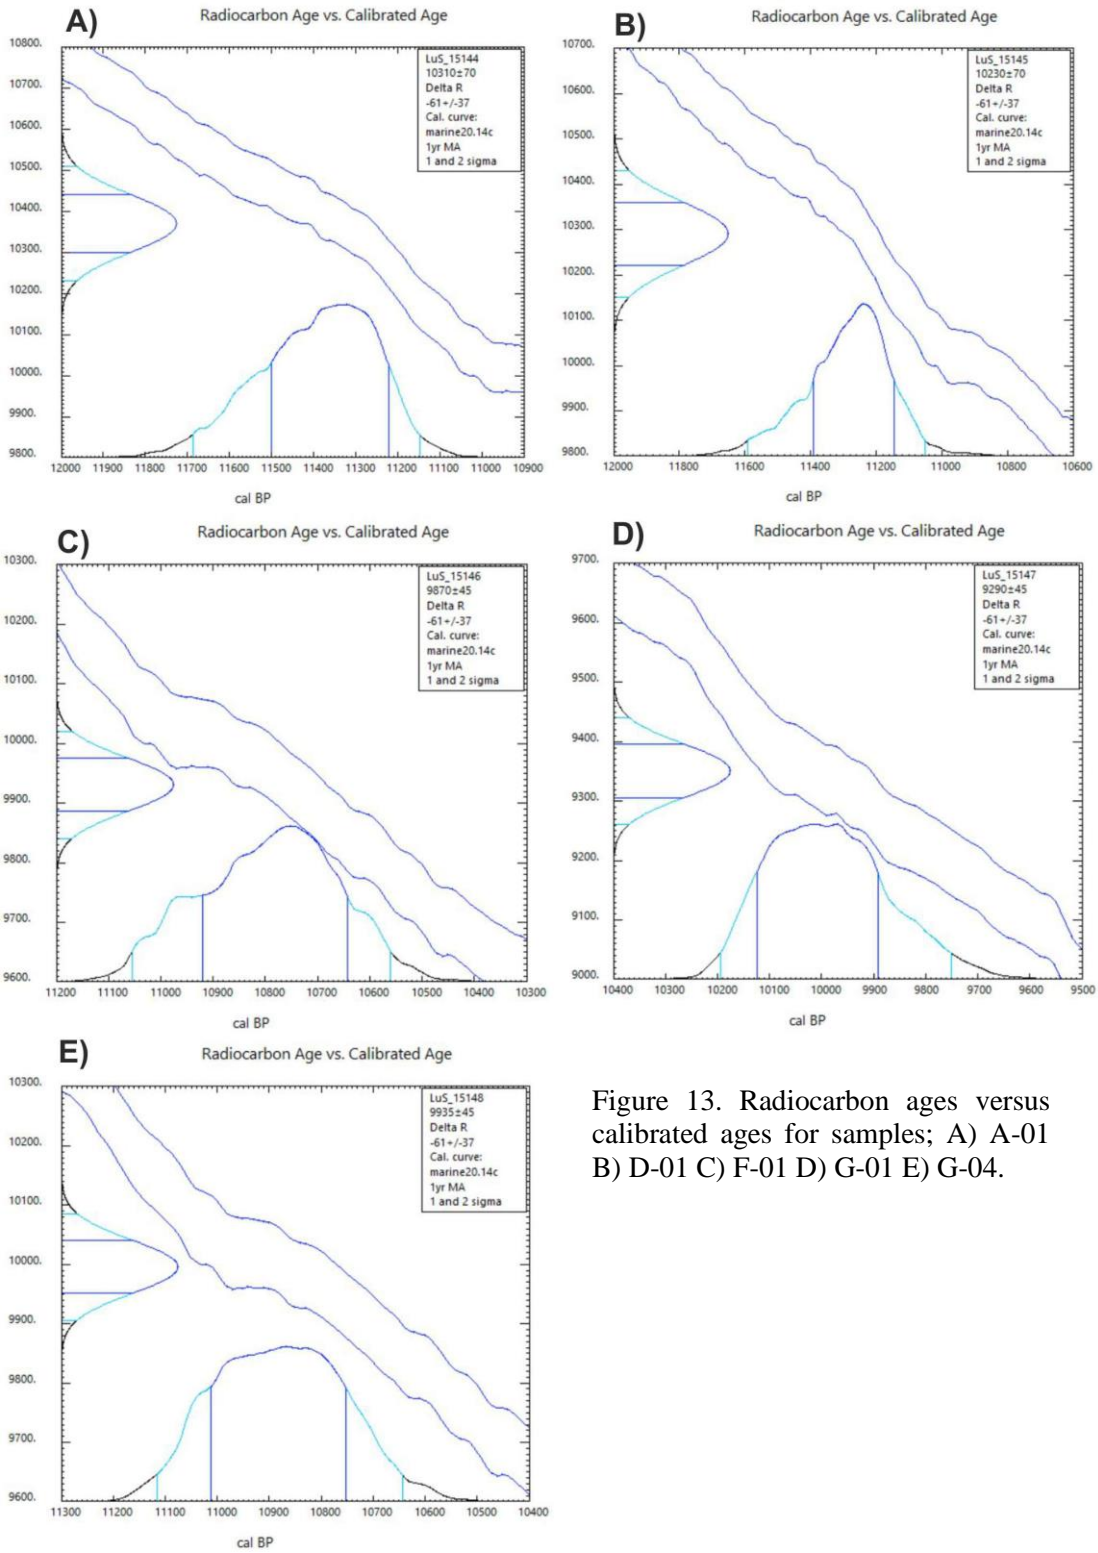 A)
Radiocarbon Age vs. Calibrated Age
10800.
10700.
10600.
10500.
10400.
10300.
10200.
10100.
10000.
9900.
9800.
LuS_15144
10310±70
Delta R
-61+/-37
Cal. curve:
marine20.14c
1yr MA
1 and 2 sigma
12000 11900 11800 11700 11600 11500 11400 11300 11200 11100 11000 10900
cal BP
B)
Radiocarbon Age vs. Calibrated Age
10700.
10600.
10500.
10400.
10300.
10200.
10100.
10000.
9900.
9800.
LuS_15145
10230±70
Delta R
-61+/-37
Cal. curve:
marine20.14c
1yr MA
1 and 2 sigma
12000 11800 11600 11400 11200 11000 10800 10600
cal BP
C)
Radiocarbon Age vs. Calibrated Age
10300.
10200.
10100.
10000.
9900.
9800.
9700.
9600.
LuS_15146
9870±45
Delta R
-61+/-37
Cal. curve:
marine20.14c
1yr MA
1 and 2 sigma
11200 11100 11000 10900 10800 10700 10600 10500 10400 10300
cal BP
D)
Radiocarbon Age vs. Calibrated Age
9700.
9600.
9500.
9400.
9300.
9200.
9100.
9000.
LuS_15147
9290±45
Delta R
-61+/-37
Cal. curve:
marine20.14c
1yr MA
1 and 2 sigma
10400 10300 10200 10100 10000 9900 9800 9700 9600 9500
cal BP
E)
Radiocarbon Age vs. Calibrated Age
10300.
10200.
10100.
10000.
9900.
9800.
9700.
9600.
LuS_15148
9935±45
Delta R
-61+/-37
Cal. curve:
marine20.14c
1yr MA
1 and 2 sigma
11300 11200 11100 11000 10900 10800 10700 10600 10500 10400
cal BP
Figure 13. Radiocarbon ages versus
calibrated ages for samples; A) A-01
B) D-01 C) F-01 D) G-01 E) G-04.